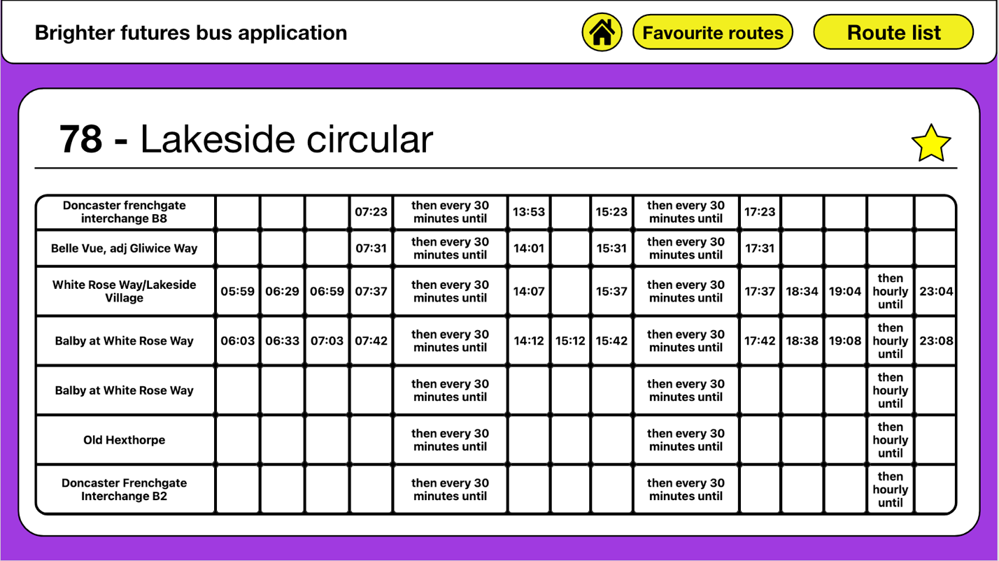 Brighter futures bus application
Favourite routes
Route list
78 - Lakeside circular
Doncaster frenchgate
interchange B8
07:23
then every 30
minutes until
13:53
15:23
then every 30
minutes until
17:23
Belle Vue, adj Gliwice Way
07:31
then every 30
minutes until
14:01
15:31
then every 30
minutes until
17:31
White Rose Way/Lakeside
Village
05:59
06:29
06:59
07:37
then every 30
minutes until
14:07
15:37
then every 30
minutes until
17:37
18:34
19:04
then
hourly
until
23:04
Balby at White Rose Way
06:03
06:33
07:03
07:42
then every 30
minutes until
14:12
15:12
15:42
then every 30
minutes until
17:42
18:38
19:08
then
hourly
until
23:08
Balby at White Rose Way
then every 30
minutes until
then every 30
minutes until
then
hourly
until
Old Hexthorpe
then every 30
minutes until
then every 30
minutes until
then
hourly
until
Doncaster Frenchgate
Interchange B2
then every 30
minutes until
then every 30
minutes until
then
hourly
until